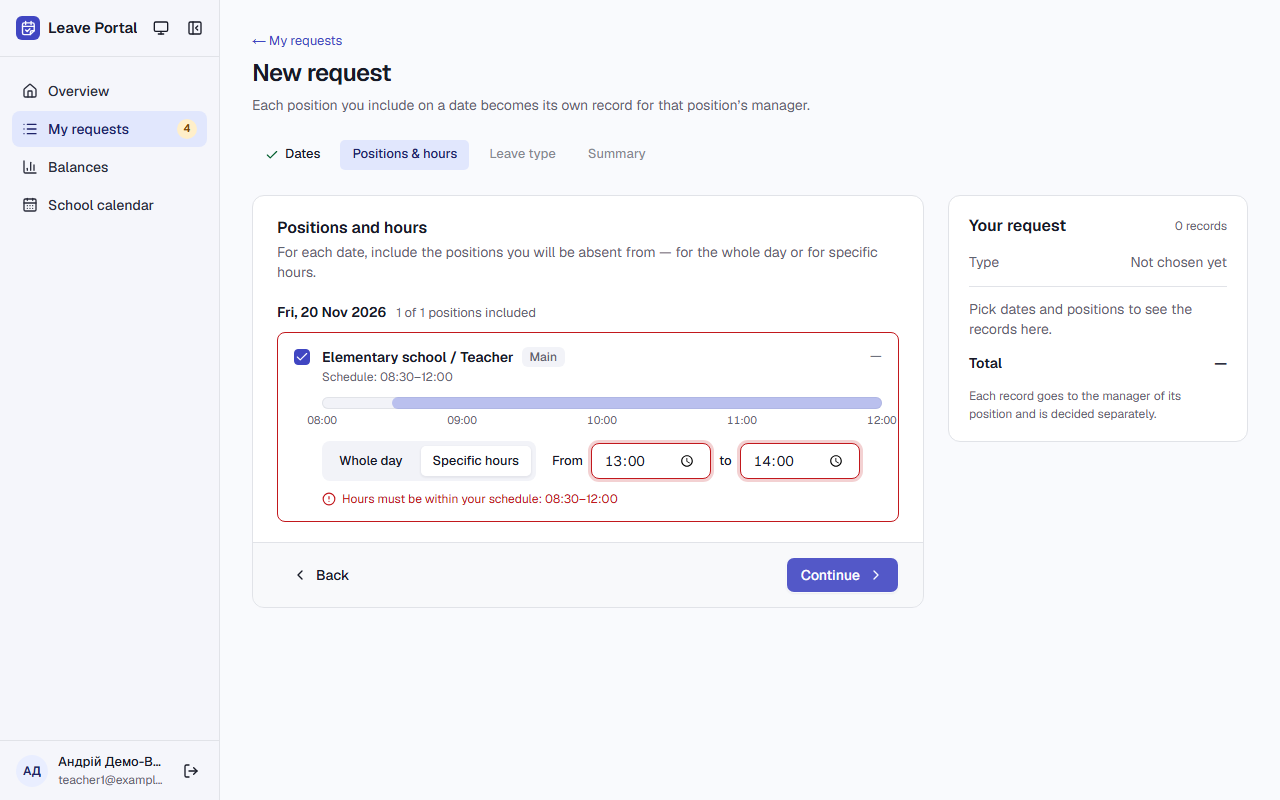 Leave Portal
Overview
My requests
4
Balances
School calendar
Андрій Демо-В...
teacher1@exampl...
АД
← My requests
New request
Each position you include on a date becomes its own record for that position's manager.
Dates
Positions & hours
Leave type
Summary
Positions and hours
For each date, include the positions you will be absent from — for the whole day or for specific
hours.
Fri, 20 Nov 2026 1 of 1 positions included
Elementary school / Teacher Main —
Schedule: 08:30–12:00
08:00 09:00 10:00 11:00 12:00
Whole day Specific hours From 13:00 to 14:00
Hours must be within your schedule: 08:30–12:00
Back
Continue
Your request 0 records
Type Not chosen yet
Pick dates and positions to see the
records here.
Total —
Each record goes to the manager of its
position and is decided separately.